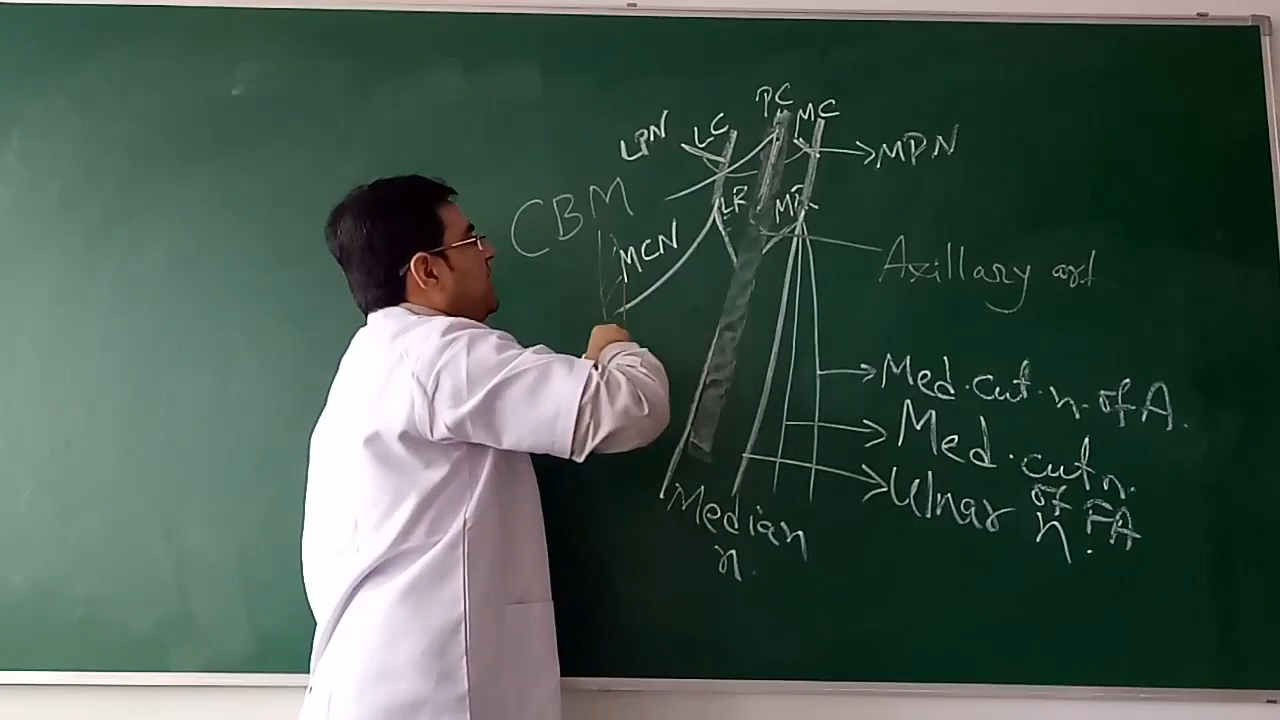 PC
MC
LC
LPN
MPN
CBM
LR
MR
MCN
Axillary art
Med.cut.n.of A.
Med.cut n.
of FA
Ulnar n.
Median
n.